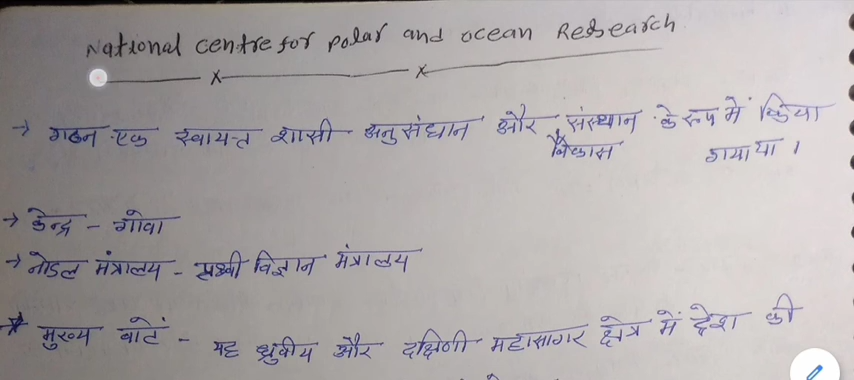 National centre for polar and ocean Research
→ गठन एक स्वायत्त शासी अनुसंधान और संस्थान के रूप में किया
विकास गमाया।
→ केन्द्र - गोवा
→ नोडल मंत्रालय - पृथ्वी विज्ञान मंत्रालय
→ मुख्य बातें - यह ध्रुवीय और दक्षिणी महासागर क्षेत्र में देश की